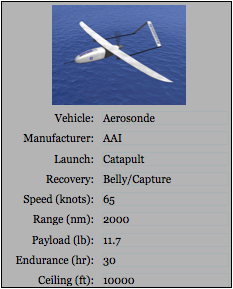 Vehicle: Aerosonde
Manufacturer: AAI
Launch: Catapult
Recovery: Belly/Capture
Speed (knots): 65
Range (nm): 2000
Payload (lb): 11.7
Endurance (hr): 30
Ceiling (ft): 10000